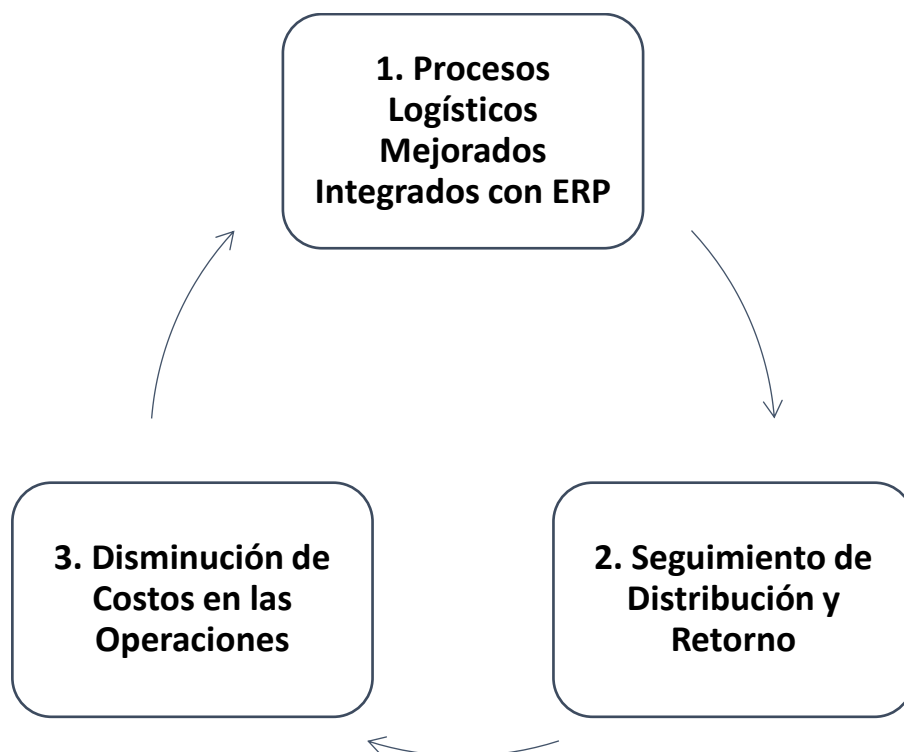 1. Procesos
Logísticos
Mejorados
Integrados con ERP
2. Seguimiento de
Distribución y
Retorno
3. Disminución de
Costos en las
Operaciones